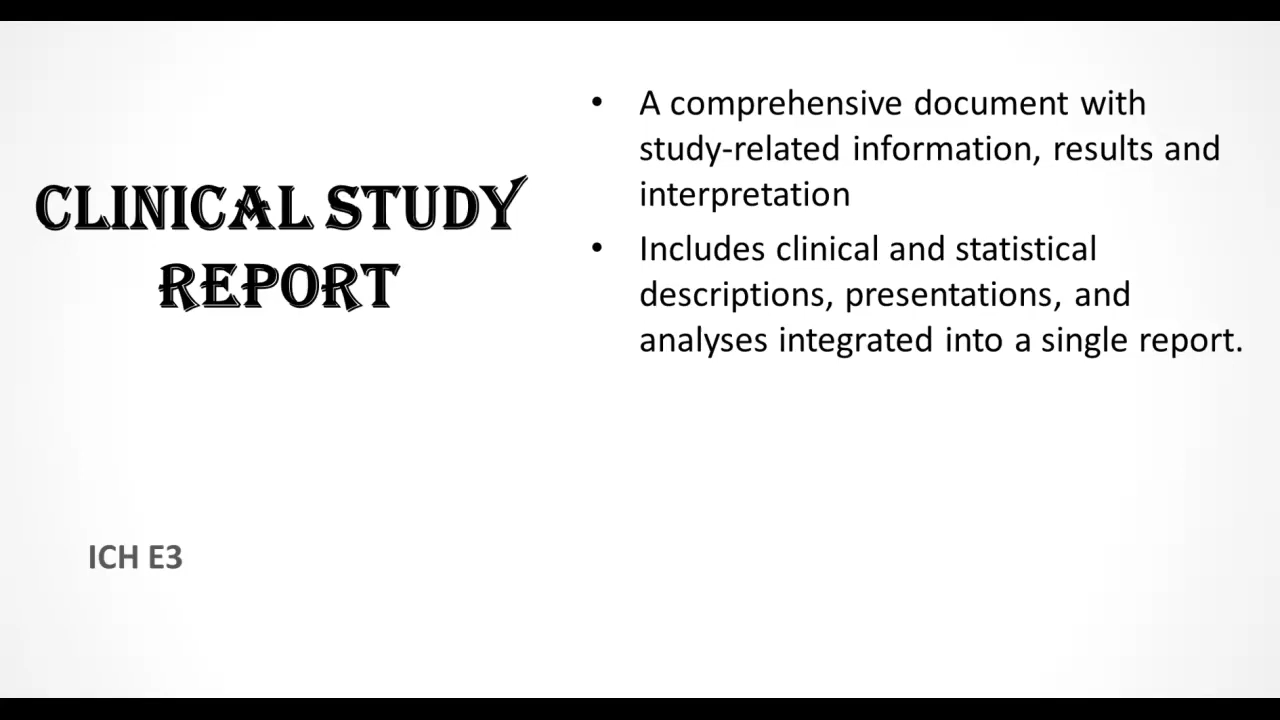 CLINICAL STUDY
REPORT
ICH E3
• A comprehensive document with
study-related information, results and
interpretation
• Includes clinical and statistical
descriptions, presentations, and
analyses integrated into a single report.